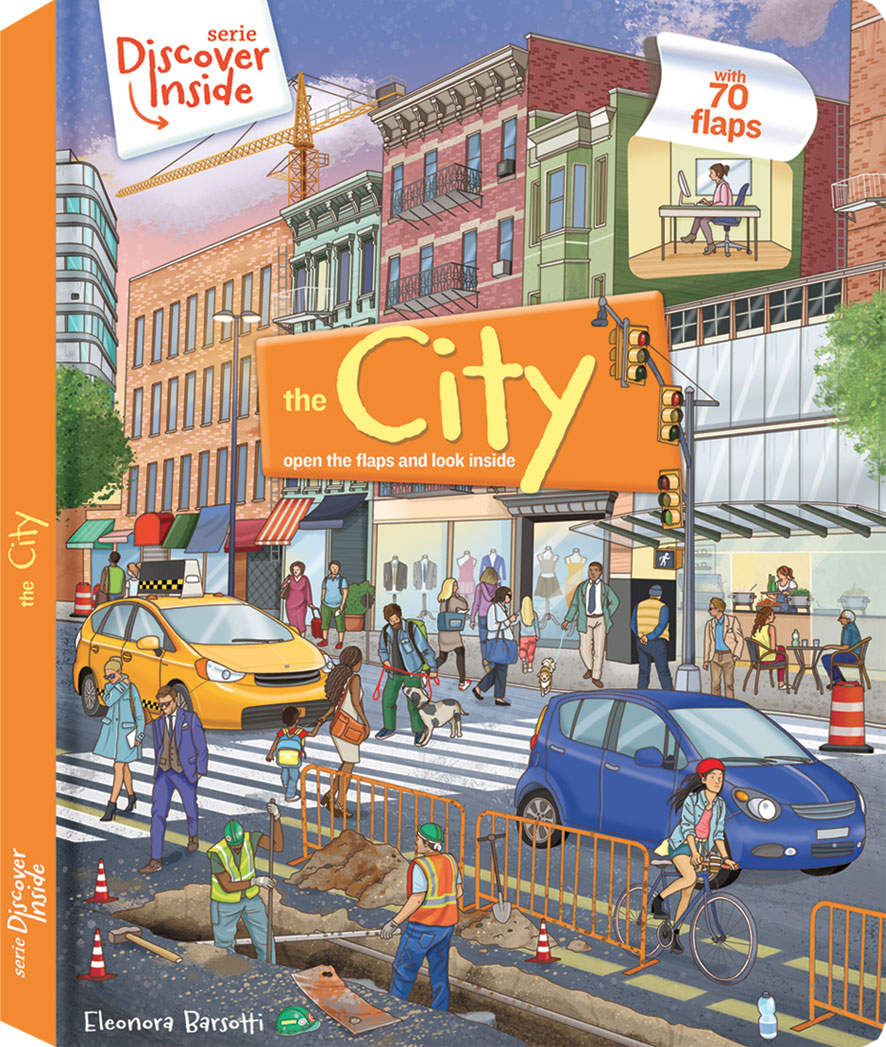 serie
Discover
Inside
with
70
flaps
the City
open the flaps and look inside
the City
serie Discover
Inside
Eleonora Barsotti